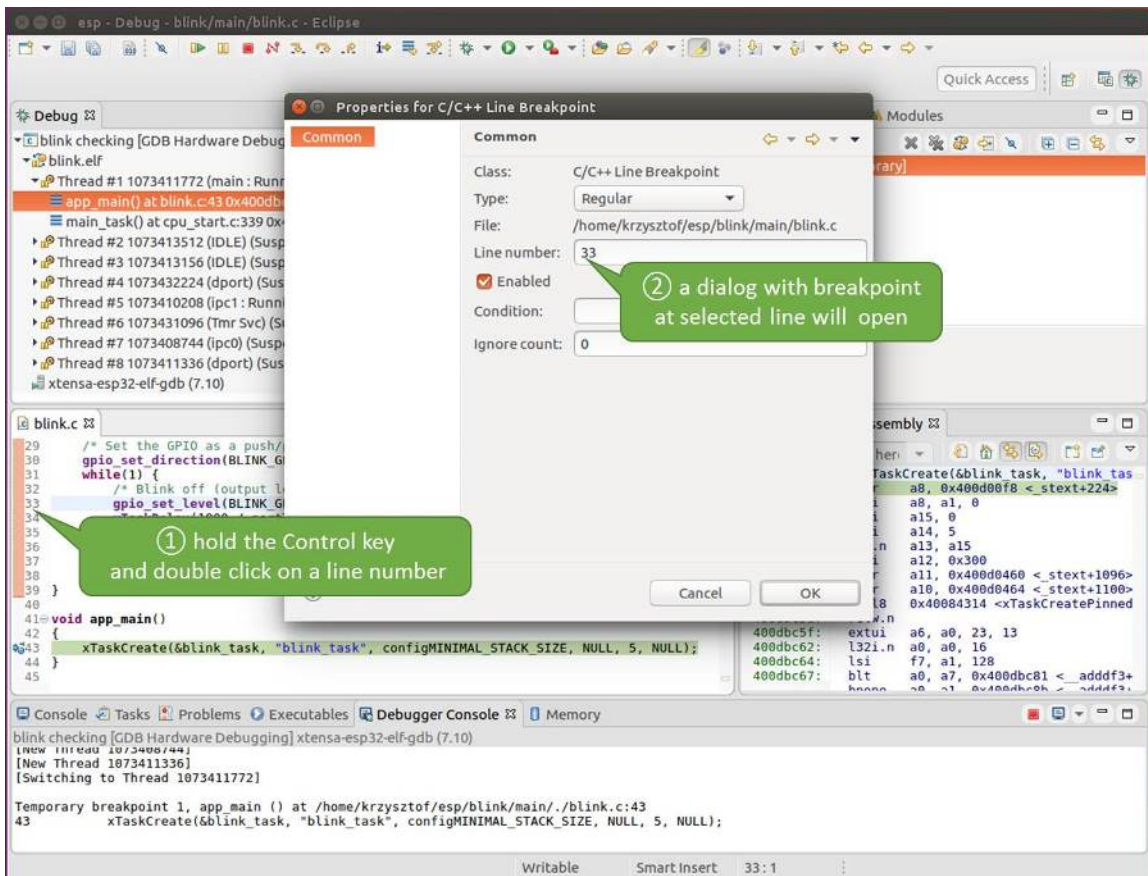 esp - Debug - blink/main/blink.c - Eclipse
Quick Access
Debug
blink checking [GDB Hardware Debug
blink.elf
Thread #1 1073411772 (main : Runn
app_main() at blink.c:43 0x400dbc
main_task() at cpu_start.c:339 0x4
Thread #2 1073413512 (IDLE) (Susp
Thread #3 1073413156 (IDLE) (Susp
Thread #4 1073432224 (dport) (Sus
Thread #5 1073410208 (ipc1 : Runni
Thread #6 1073431096 (Tmr Svc) (S
Thread #7 1073408744 (ipc0) (Susp
Thread #8 1073411336 (dport) (Sus
xtensa-esp32-elf-gdb (7.10)
Properties for C/C++ Line Breakpoint
Common
Common
Class: C/C++ Line Breakpoint
Type: Regular
File: /home/krzysztof/esp/blink/main/blink.c
Line number: 33
Enabled
Condition:
Ignore count: 0
② a dialog with breakpoint
at selected line will open
Cancel OK
Modules
rary]
blink.c
29 /* Set the GPIO as a push/
30 gpio_set_direction(BLINK_G
31 while(1) {
32 /* Blink off (output l
33 gpio_set_level(BLINK_G
34
35
36
37
38
39 }
40
41 void app_main()
42 {
43 xTaskCreate(&blink_task, "blink_task", configMINIMAL_STACK_SIZE, NULL, 5, NULL);
44 }
45
① hold the Control key
and double click on a line number
sembly
her
TaskCreate(&blink_task, "blink_tas
r a8, 0x400d00f8 <_stext+224>
i a8, a1, 0
i a15, 0
i a14, 5
.n a13, a15
i a12, 0x300
r a11, 0x400d0460 <_stext+1096>
r a10, 0x400d0464 <_stext+1100>
l8 0x40084314 <xTaskCreatePinned
w.n
400dbc5f: extui a6, a0, 23, 13
400dbc62: l32i.n a0, a0, 16
400dbc64: lsi f7, a1, 128
400dbc67: blt a0, a7, 0x400dbc81 <__adddf3+
Console Tasks Problems Executables Debugger Console Memory
blink checking [GDB Hardware Debugging] xtensa-esp32-elf-gdb (7.10)
[New Thread 1073408744]
[New Thread 1073411336]
[Switching to Thread 1073411772]
Temporary breakpoint 1, app_main () at /home/krzysztof/esp/blink/main/./blink.c:43
43 xTaskCreate(&blink_task, "blink_task", configMINIMAL_STACK_SIZE, NULL, 5, NULL);
Writable Smart Insert 33 : 1